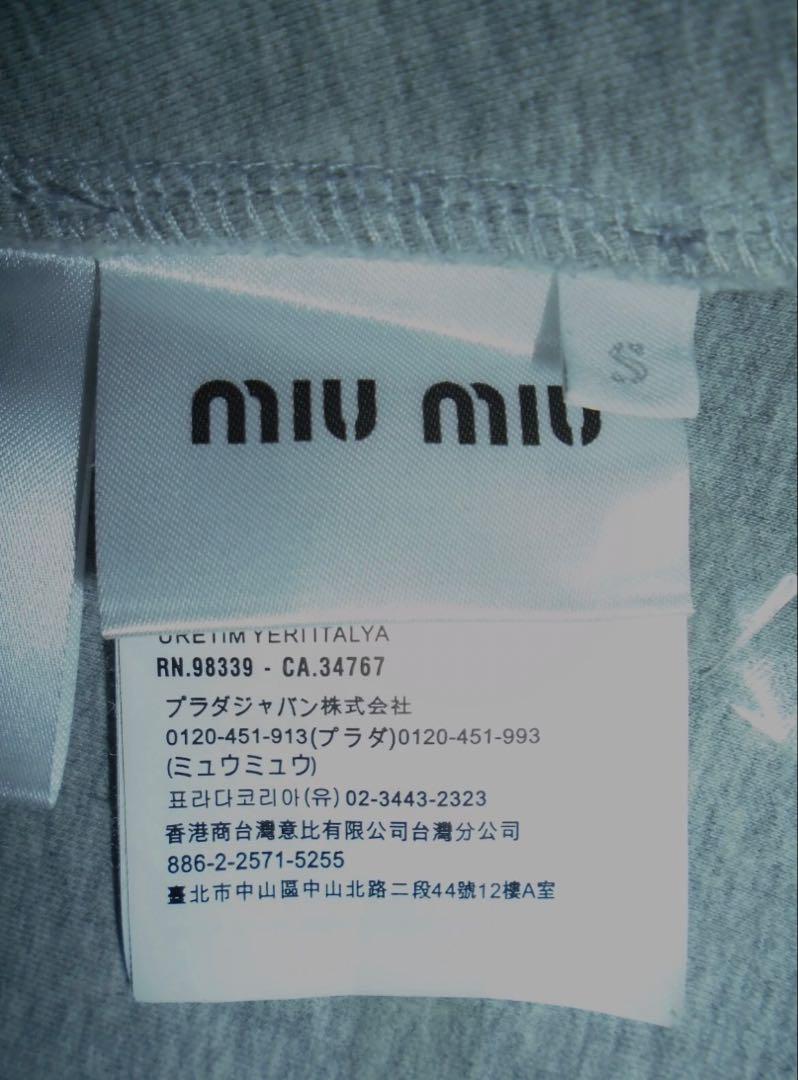 S
miu miu
ÜRETIM YERI ITALYA
RN.98339 - CA.34767
プラダジャパン株式会社
0120-451-913(プラダ)0120-451-993
(ミュウミュウ)
프라다코리아(유) 02-3443-2323
香港商台灣意比有限公司台灣分公司
886-2-2571-5255
臺北市中山區中山北路二段44號12樓A室